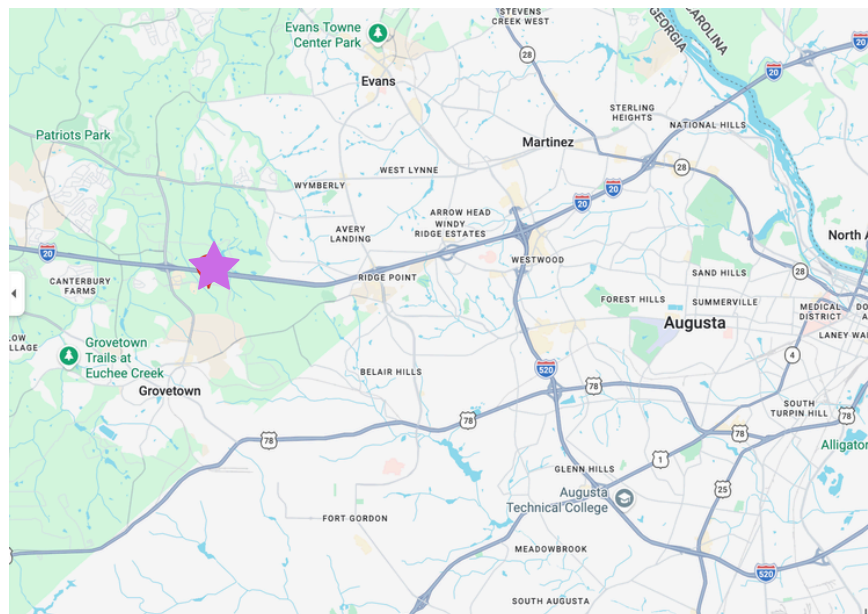 STEVENS
CREEK WEST
GEORGIA
CAROLINA
Evans Towne
Center Park
28
20
Evans
STERLING
HEIGHTS
NATIONAL HILLS
Patriots Park
Martinez
28
WEST LYNNE
WYMBERLY
20
20
ARROW HEAD
WINDY
RIDGE ESTATES
AVERY
LANDING
North A
20
WESTWOOD
CANTERBURY
FARMS
RIDGE POINT
SAND HILLS
28
FOREST HILLS
SUMMERVILLE
MEDICAL
DISTRICT
DO
A
Augusta
LANEY WA
OW
ILLAGE
Grovetown
Trails at
Euchee Creek
4
BELAIR HILLS
520
78
Grovetown
SOUTH
TURPIN HILL
78
78
78
78
Alligator
GLENN HILLS
1
25
Augusta
Technical College
FORT GORDON
MEADOWBROOK
520
SOUTH AUGUSTA